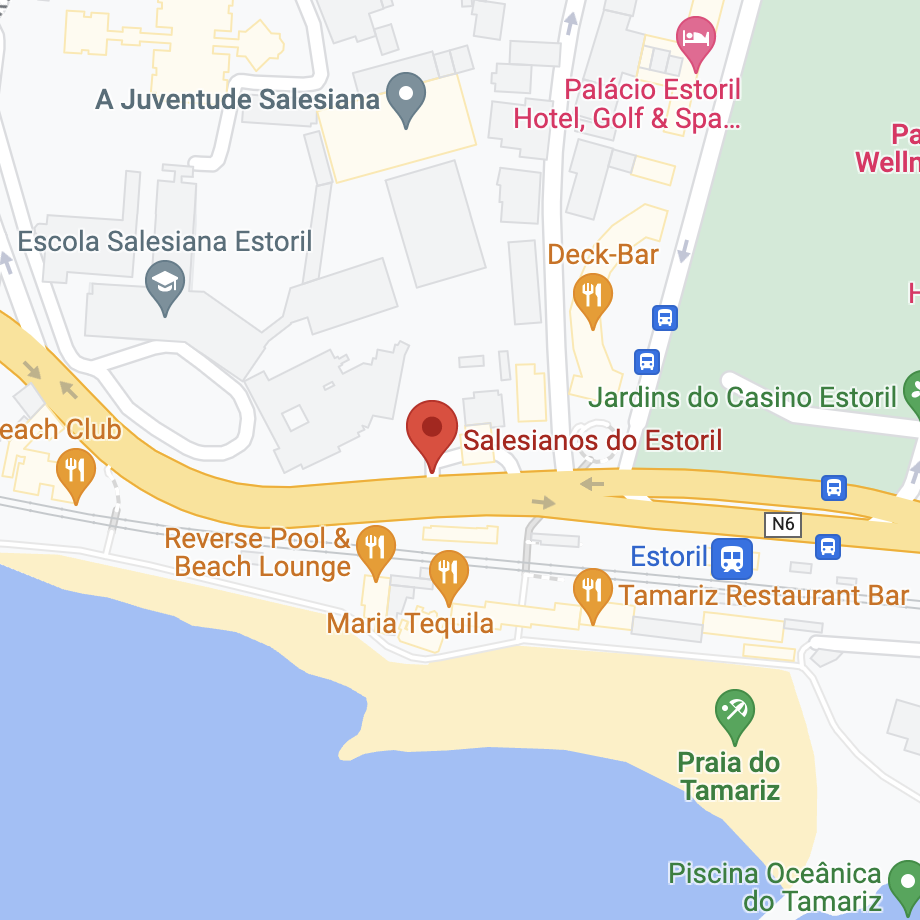 A Juventude Salesiana
Palácio Estoril
Hotel, Golf & Spa...
Pa
Welln
Escola Salesiana Estoril
Deck-Bar
H
Jardins do Casino Estoril
each Club
Salesianos do Estoril
N6
Reverse Pool &
Beach Lounge
Estoril
Tamariz Restaurant Bar
Maria Tequila
Praia do
Tamariz
Piscina Oceânica
do Tamariz